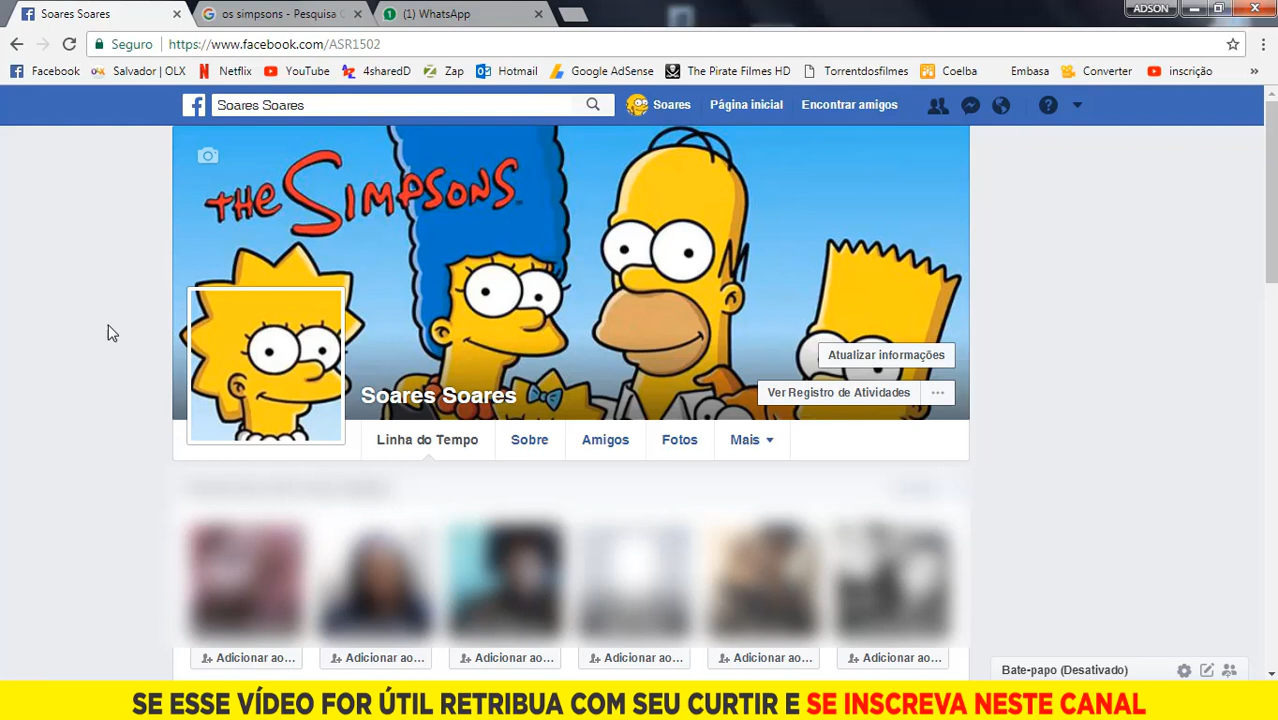 Soares Soares
os simpsons - Pesquisa
(1) WhatsApp
ADSON
Seguro
https://www.facebook.com/ASR1502
Facebook
Salvador | OLX
Netflix
YouTube
4sharedD
Zap
Hotmail
Google AdSense
The Pirate Filmes HD
Torrentdosfilmes
Coelba
Embasa
Converter
inscrição
Soares Soares
Soares
Página inicial
Encontrar amigos
THE SIMPSONS
Atualizar informações
Soares Soares
Ver Registro de Atividades
Linha do Tempo
Sobre
Amigos
Fotos
Mais
Adicionar ao...
Adicionar ao...
Adicionar ao...
Adicionar ao...
Adicionar ao...
Adicionar ao...
Bate-papo (Desativado)
SE ESSE VÍDEO FOR ÚTIL RETRIBUA COM SEU CURTIR E SE INSCREVA NESTE CANAL